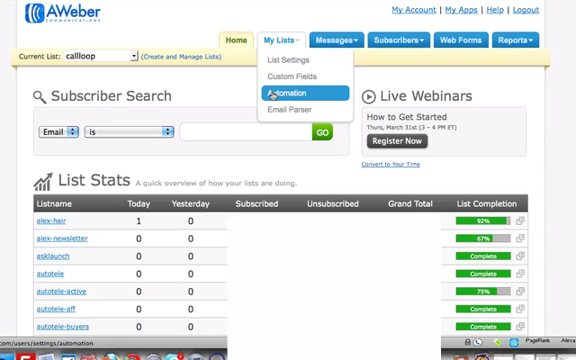 AWeber
COMMUNICATIONS
My Account | My Apps | Help | Logout
Home
My Lists
Messages
Subscribers
Web Forms
Reports
Current List: callloop (Create and Manage Lists)
List Settings
Custom Fields
Automation
Email Parser
Subscriber Search
Email is GO
Live Webinars
How to Get Started
Thurs, March 31st (3 – 4 PM ET)
Register Now
Convert to Your Time
List Stats A quick overview of how your lists are doing.
Listname Today Yesterday Subscribed Unsubscribed Grand Total List Completion
alex-hair 1 0 92%
alex-newsletter 0 0 67%
asklaunch 0 0 Complete
autotele 0 0 Complete
autotele-active 0 0 75%
autotele-aff 0 0 Complete
autotele-buyers 0 0 Complete
com/users/settings/automation
PageRank
Alexa